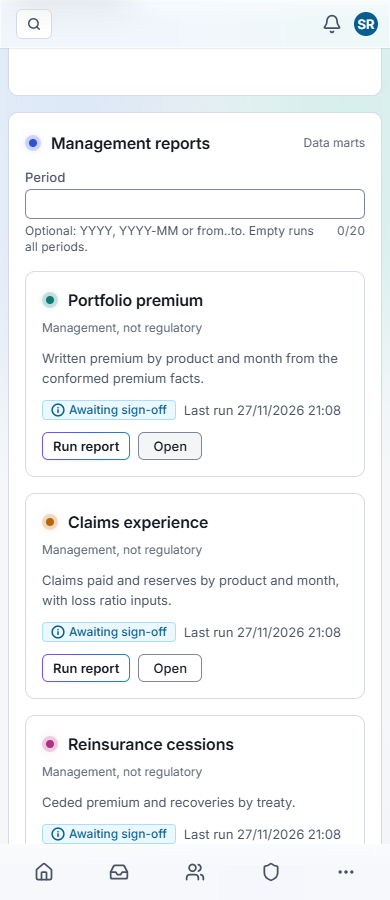 SR
Management reports
Data marts
Period
Optional: YYYY, YYYY-MM or from..to. Empty runs
all periods.
0/20
Portfolio premium
Management, not regulatory
Written premium by product and month from the
conformed premium facts.
Awaiting sign-off
Last run 27/11/2026 21:08
Run report
Open
Claims experience
Management, not regulatory
Claims paid and reserves by product and month,
with loss ratio inputs.
Awaiting sign-off
Last run 27/11/2026 21:08
Run report
Open
Reinsurance cessions
Management, not regulatory
Ceded premium and recoveries by treaty.
Awaiting sign-off
Last run 27/11/2026 21:08